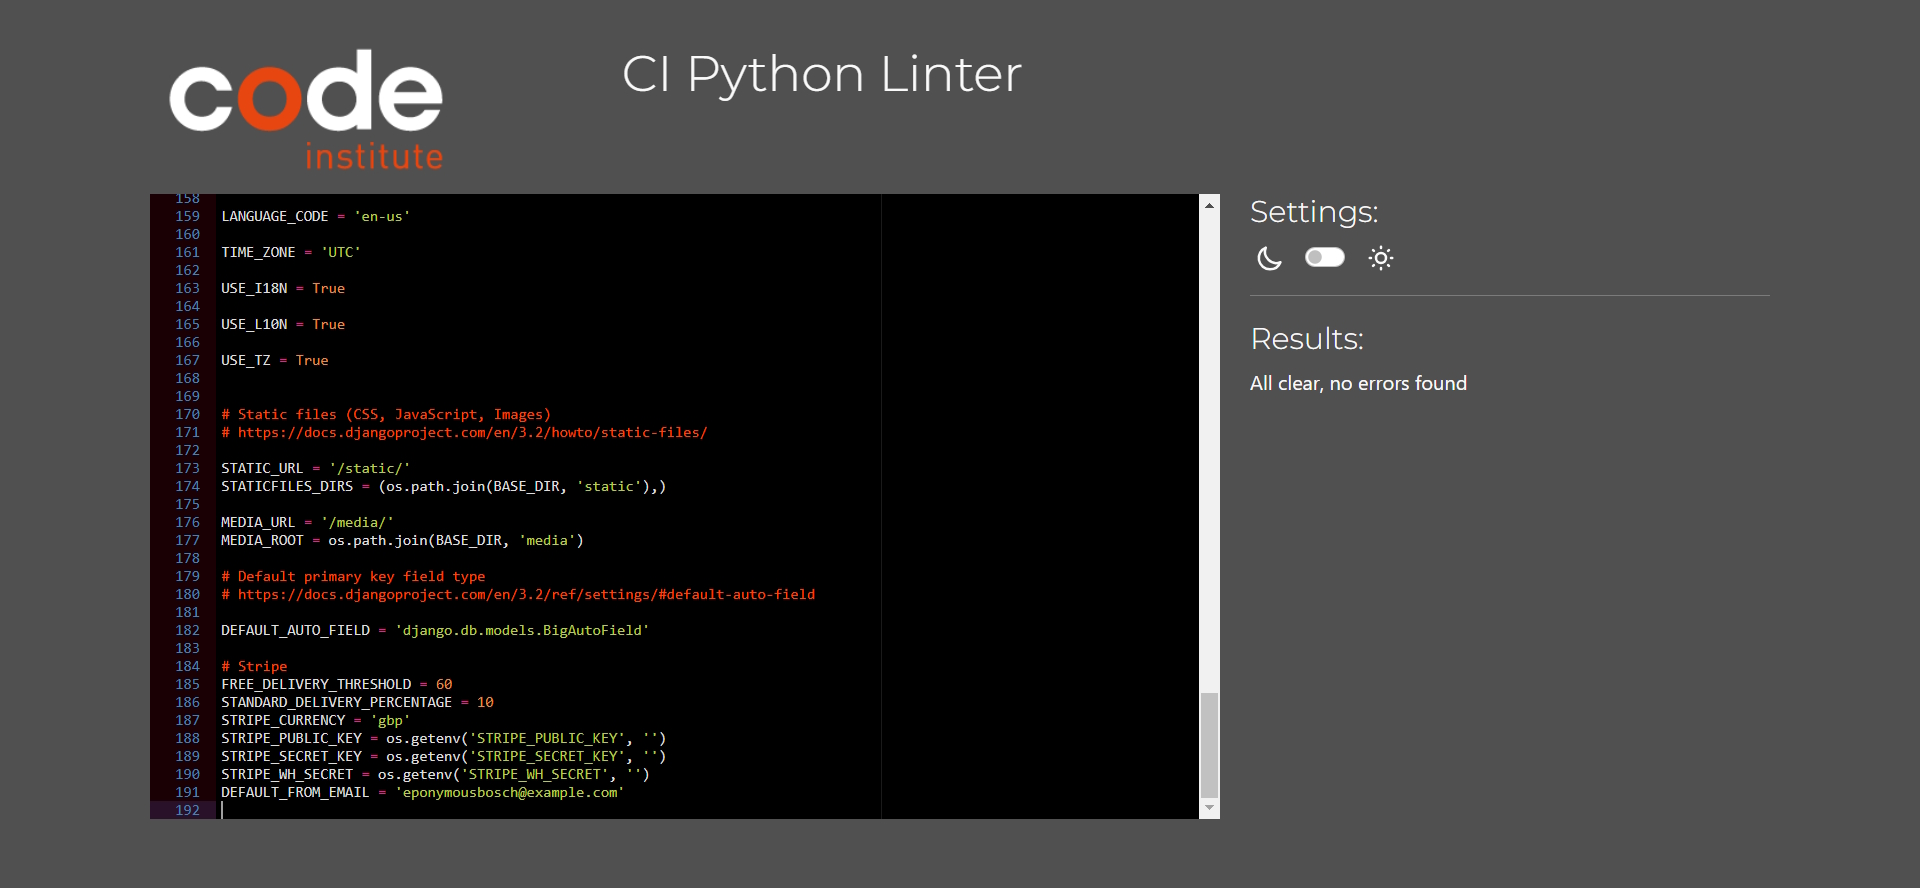 code
institute
CI Python Linter
158
159 LANGUAGE_CODE = 'en-us'
160
161 TIME_ZONE = 'UTC'
162
163 USE_I18N = True
164
165 USE_L10N = True
166
167 USE_TZ = True
168
169
170 # Static files (CSS, JavaScript, Images)
171 # https://docs.djangoproject.com/en/3.2/howto/static-files/
172
173 STATIC_URL = '/static/'
174 STATICFILES_DIRS = (os.path.join(BASE_DIR, 'static'),)
175
176 MEDIA_URL = '/media/'
177 MEDIA_ROOT = os.path.join(BASE_DIR, 'media')
178
179 # Default primary key field type
180 # https://docs.djangoproject.com/en/3.2/ref/settings/#default-auto-field
181
182 DEFAULT_AUTO_FIELD = 'django.db.models.BigAutoField'
183
184 # Stripe
185 FREE_DELIVERY_THRESHOLD = 60
186 STANDARD_DELIVERY_PERCENTAGE = 10
187 STRIPE_CURRENCY = 'gbp'
188 STRIPE_PUBLIC_KEY = os.getenv('STRIPE_PUBLIC_KEY', '')
189 STRIPE_SECRET_KEY = os.getenv('STRIPE_SECRET_KEY', '')
190 STRIPE_WH_SECRET = os.getenv('STRIPE_WH_SECRET', '')
191 DEFAULT_FROM_EMAIL = 'eponymousbosch@example.com'
192
Settings:
Results:
All clear, no errors found